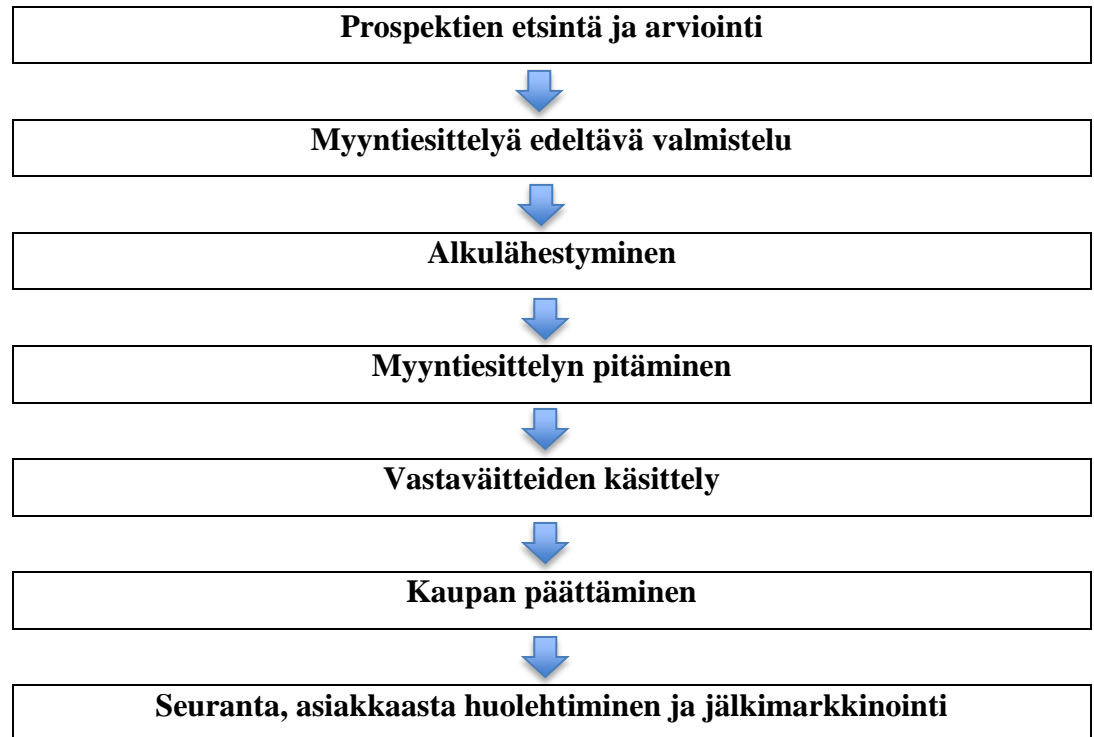 Prospektien etsintä ja arviointi
Myyntiesittelyä edeltävä valmistelu
Alkulähestyminen
Myyntiesittelyn pitäminen
Vastaväitteiden käsittely
Kaupan päättäminen
Seuranta, asiakkaasta huolehtiminen ja jälkimarkkinointi